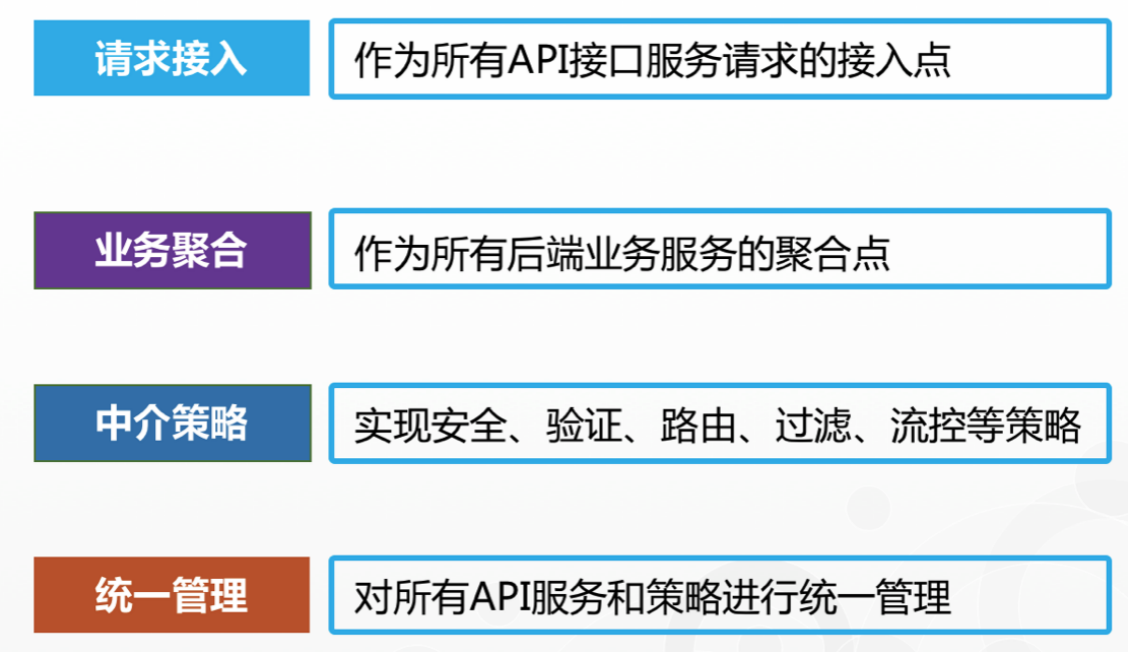 请求接入
作为所有API接口服务请求的接入点
业务聚合
作为所有后端业务服务的聚合点
中介策略
实现安全、验证、路由、过滤、流控等策略
统一管理
对所有API服务和策略进行统一管理